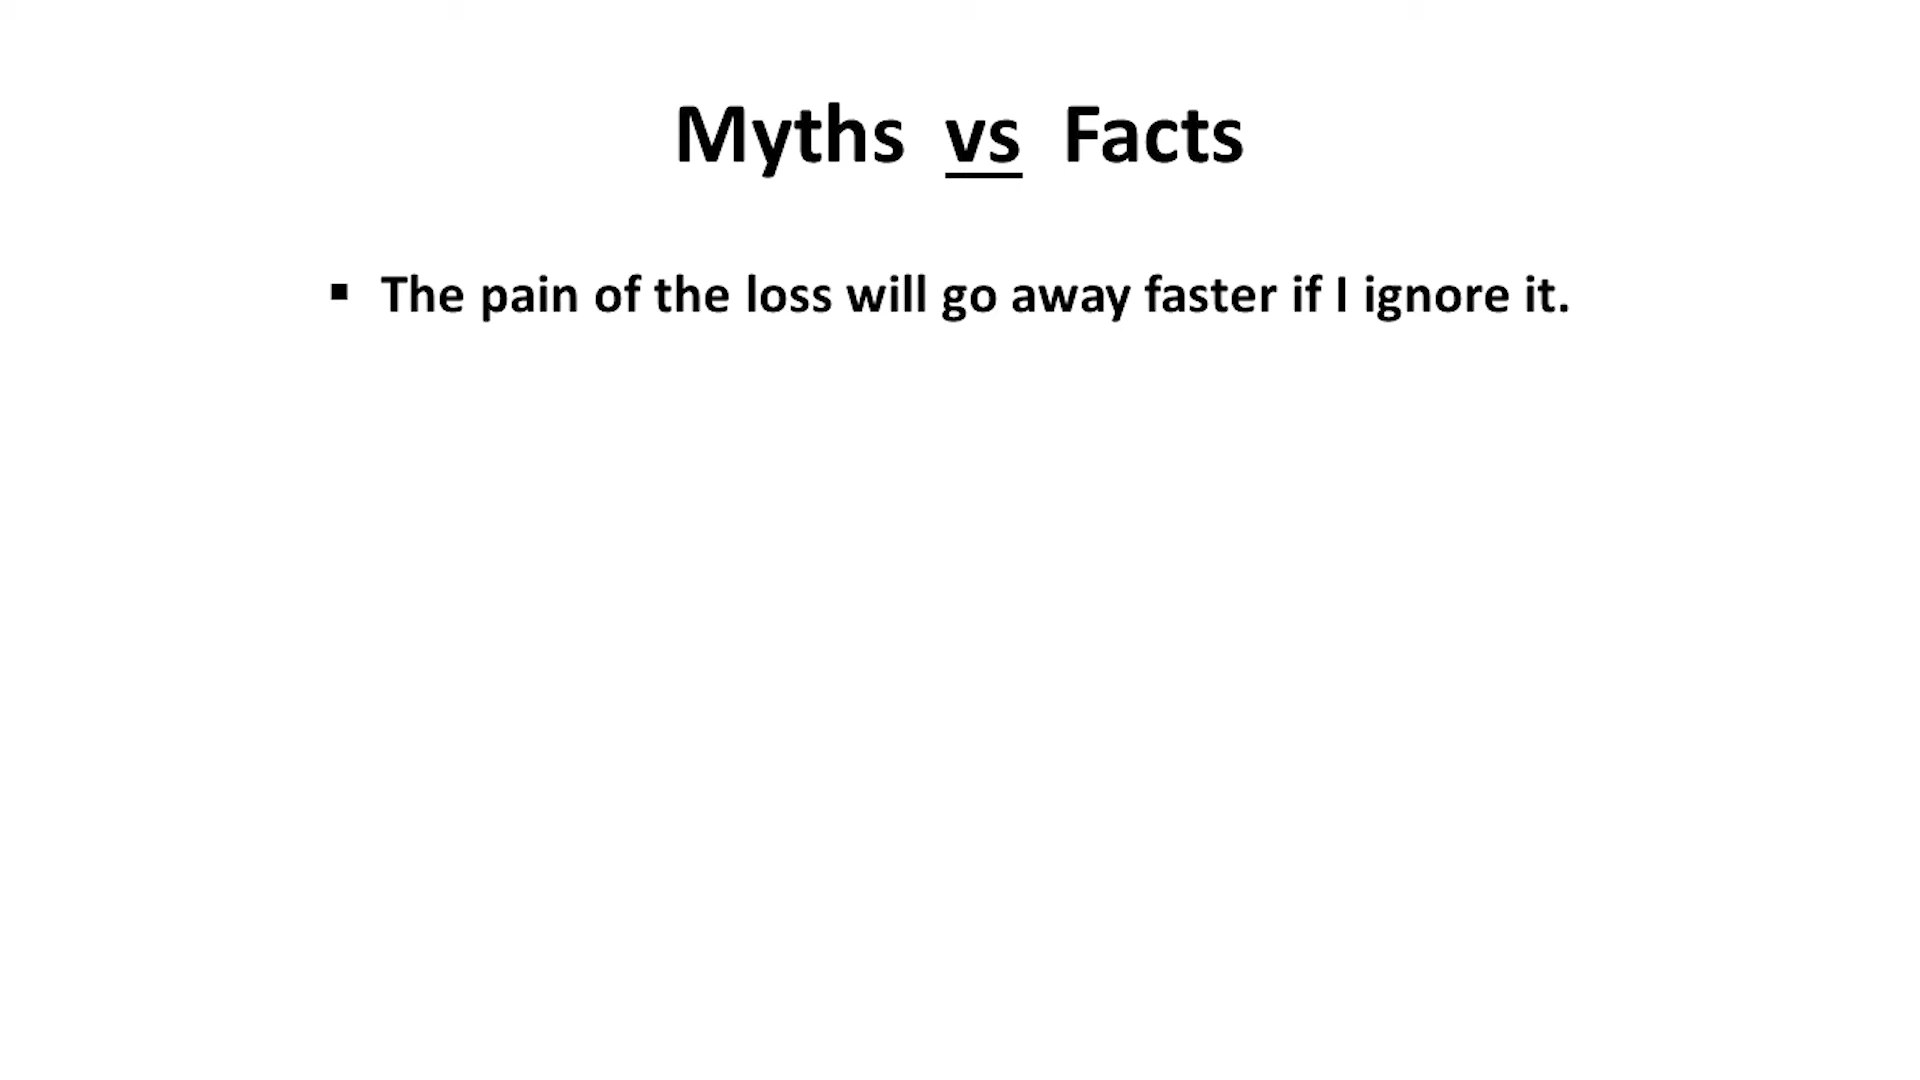 Myths vs Facts
▪ The pain of the loss will go away faster if I ignore it.